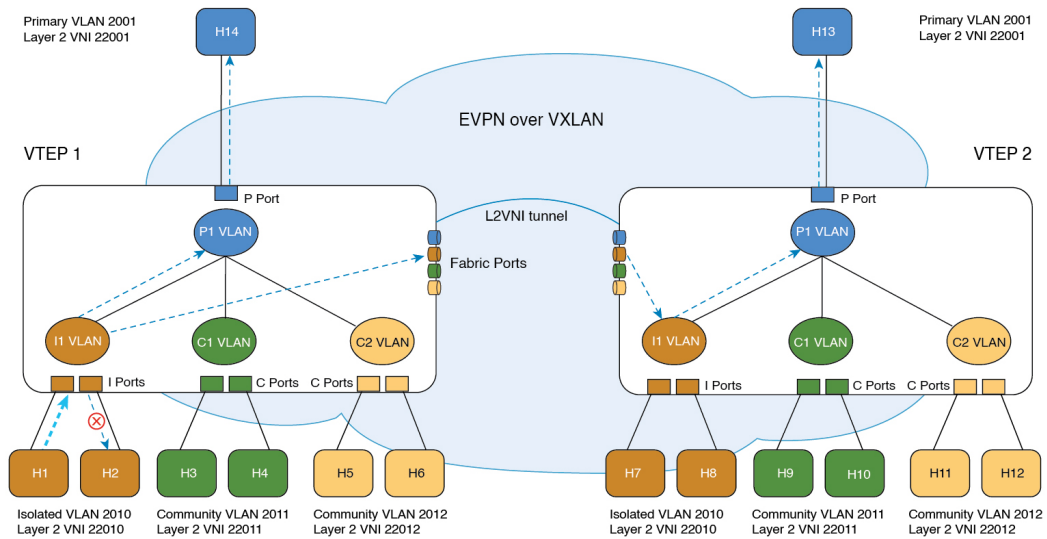 Primary VLAN 2001
Layer 2 VNI 22001
H14
H13
Primary VLAN 2001
Layer 2 VNI 22001
EVPN over VXLAN
VTEP 1
VTEP 2
P Port
P Port
L2VNI tunnel
P1 VLAN
P1 VLAN
Fabric Ports
I1 VLAN
C1 VLAN
C2 VLAN
I1 VLAN
C1 VLAN
C2 VLAN
I Ports
C Ports
C Ports
I Ports
C Ports
C Ports
H1
H2
H3
H4
H5
H6
H7
H8
H9
H10
H11
H12
Isolated VLAN 2010
Layer 2 VNI 22010
Community VLAN 2011
Layer 2 VNI 22011
Community VLAN 2012
Layer 2 VNI 22012
Isolated VLAN 2010
Layer 2 VNI 22010
Community VLAN 2011
Layer 2 VNI 22011
Community VLAN 2012
Layer 2 VNI 22012